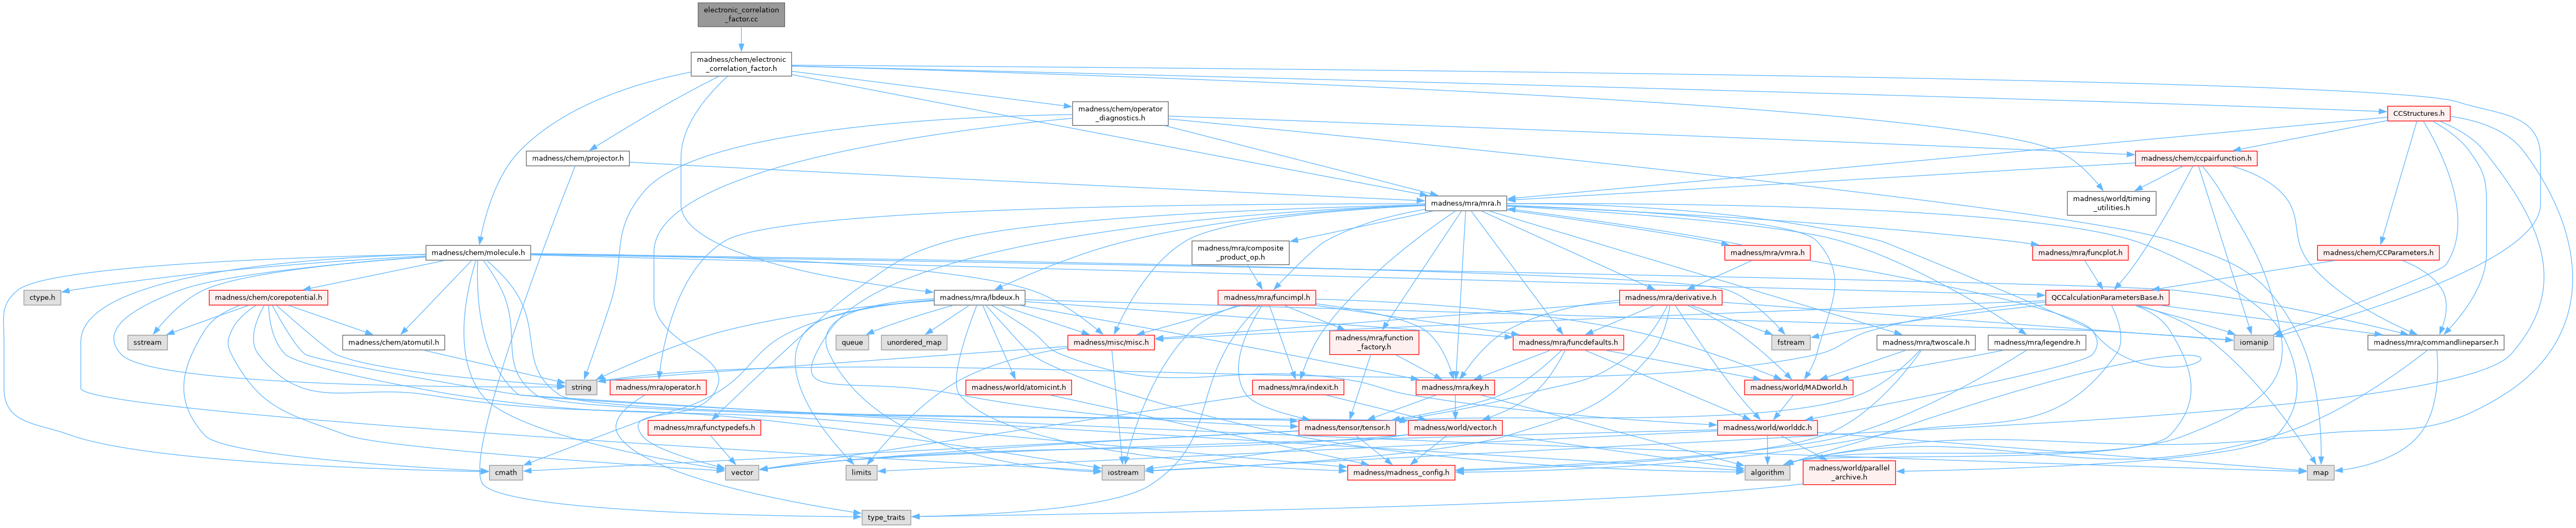 electronic_correlation
_factor.cc
madness/chem/electronic
_correlation_factor.h
madness/chem/operator
_diagnostics.h
CCStructures.h
madness/chem/projector.h
madness/chem/ccpairfunction.h
madness/mra/mra.h
madness/world/timing
_utilities.h
madness/chem/molecule.h
madness/mra/composite
_product_op.h
madness/mra/vmra.h
madness/mra/funcplot.h
madness/chem/CCParameters.h
ctype.h
madness/chem/corepotential.h
madness/mra/lbdeux.h
madness/mra/funcimpl.h
madness/mra/derivative.h
QCCalculationParametersBase.h
sstream
madness/chem/atomutil.h
queue
unordered_map
madness/misc/misc.h
madness/mra/function
_factory.h
madness/mra/funcdefaults.h
fstream
madness/mra/twoscale.h
madness/mra/legendre.h
iomanip
madness/mra/commandlineparser.h
string
madness/mra/operator.h
madness/world/atomicint.h
madness/mra/indexit.h
madness/mra/key.h
madness/world/MADworld.h
madness/mra/functypedefs.h
madness/tensor/tensor.h
madness/world/vector.h
madness/world/worlddc.h
cmath
vector
limits
iostream
madness/madness_config.h
algorithm
madness/world/parallel
_archive.h
map
type_traits